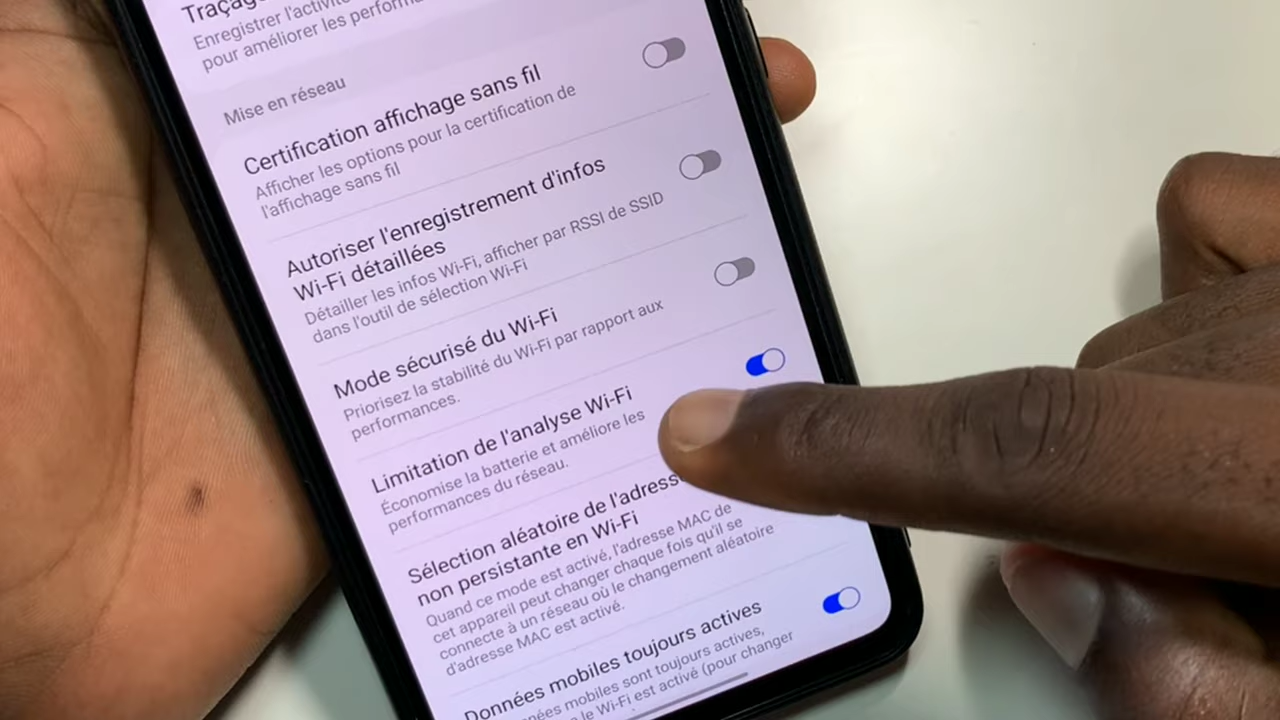 Enregistrer l'activité
pour améliorer les
Mise en réseau
Certification affichage sans fil
Afficher les options pour la certification de
l'affichage sans fil
Autoriser l'enregistrement d'infos
Wi-Fi détaillées
Détailler les infos Wi-Fi, afficher par RSSI de SSID
dans l'outil de sélection Wi-Fi
Mode sécurisé du Wi-Fi
Priorisez la stabilité du Wi-Fi par rapport aux
performances.
Limitation de l'analyse Wi-Fi
Économise la batterie et améliore les
performances du réseau.
Sélection aléatoire de l'adresse
non persistante en Wi-Fi
Quand ce mode est activé, l'adresse MAC de
cet appareil peut changer chaque fois qu'il se
connecte à un réseau où le changement aléatoire
d'adresse MAC est activé.
Données mobiles toujours actives
mobiles sont toujours actives,
le Wi-Fi est activé (pour changer